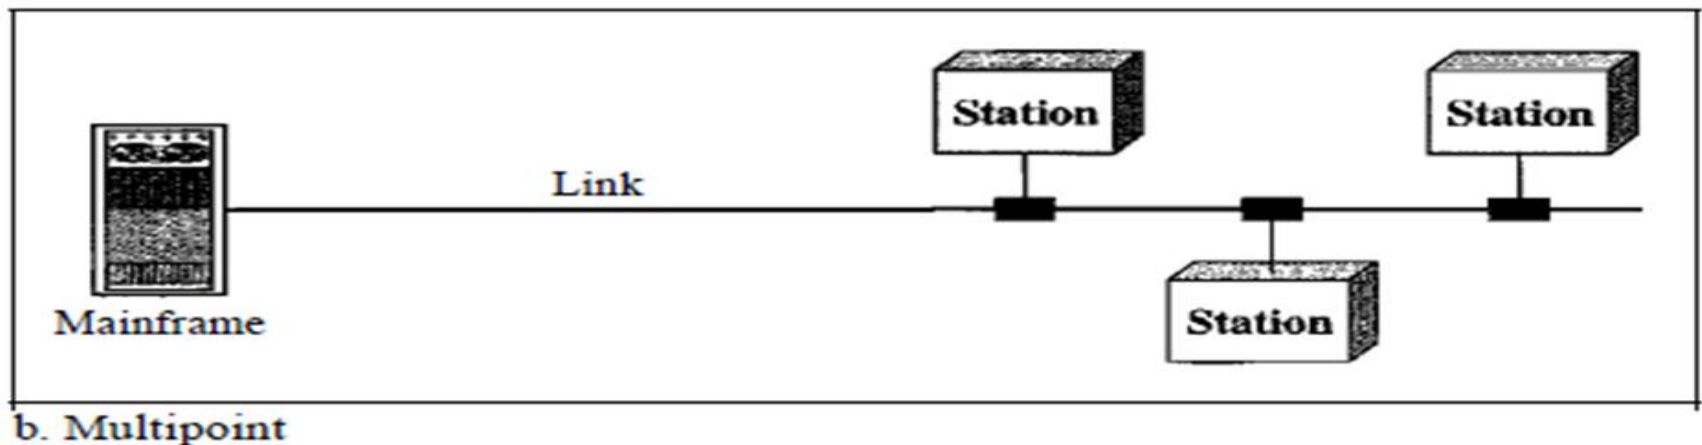 Station
Station
Link
Mainframe
Station
b. Multipoint